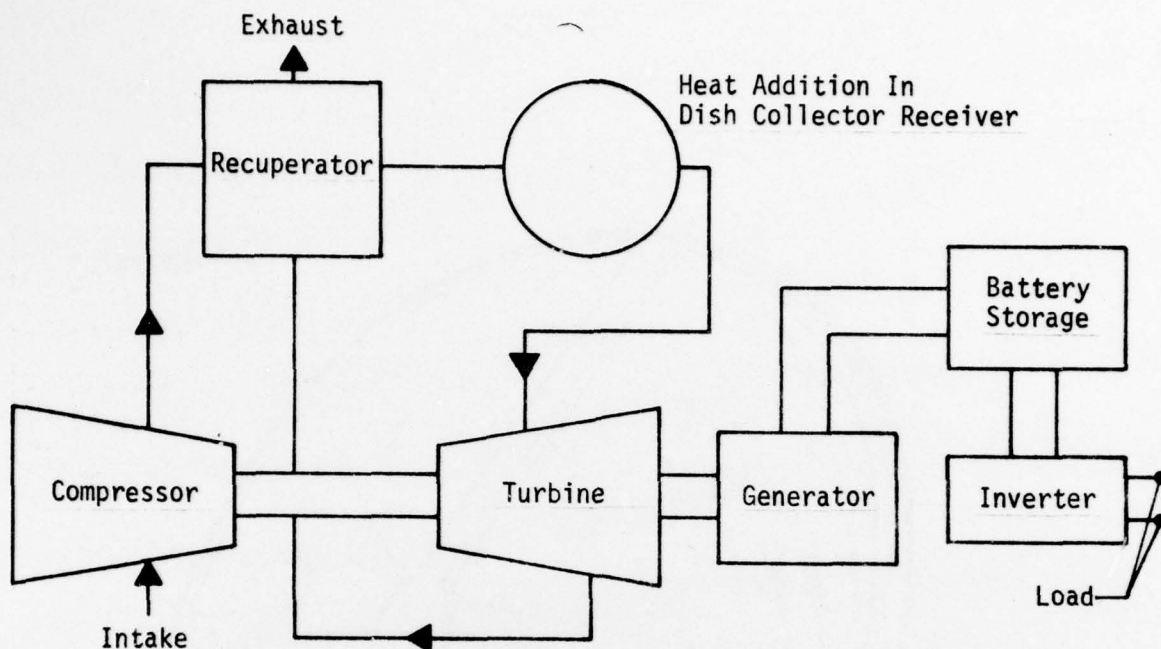 Exhaust
Heat Addition In
Dish Collector Receiver
Recuperator
Battery
Storage
Compressor
Turbine
Generator
Inverter
Load
Intake